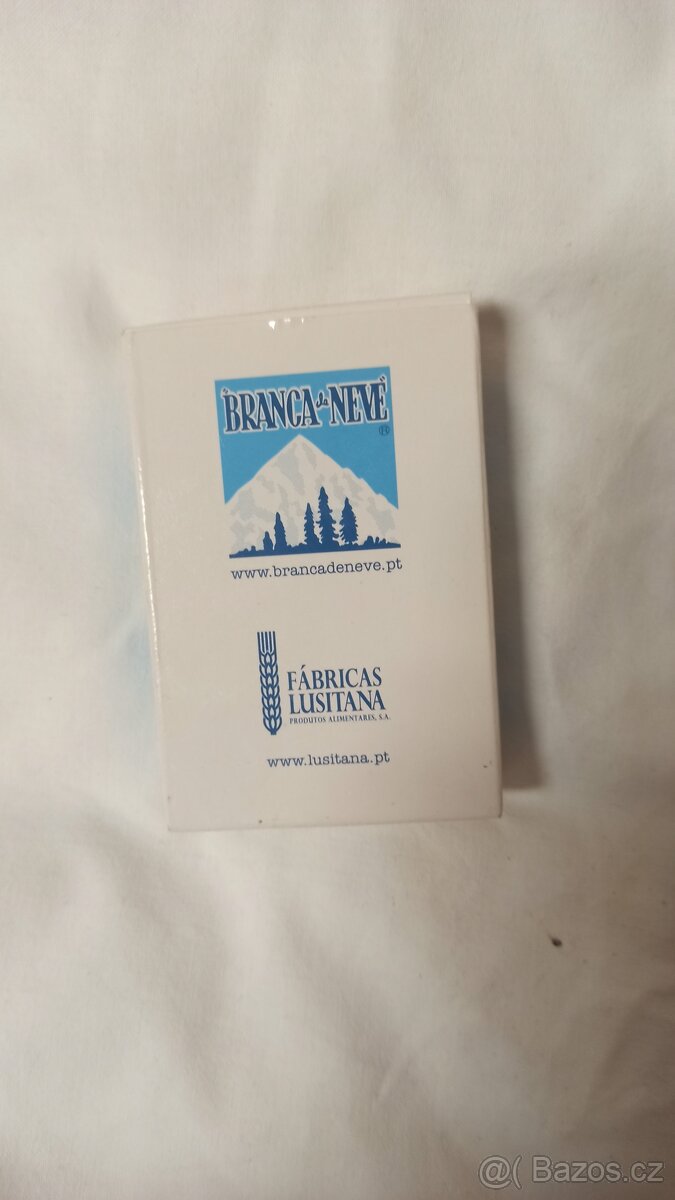 "BRANCA de NEVE"
®
www.brancadeneve.pt
FÁBRICAS
LUSITANA
PRODUTOS ALIMENTARES, S.A.
www.lusitana.pt
@( Bazos.cz